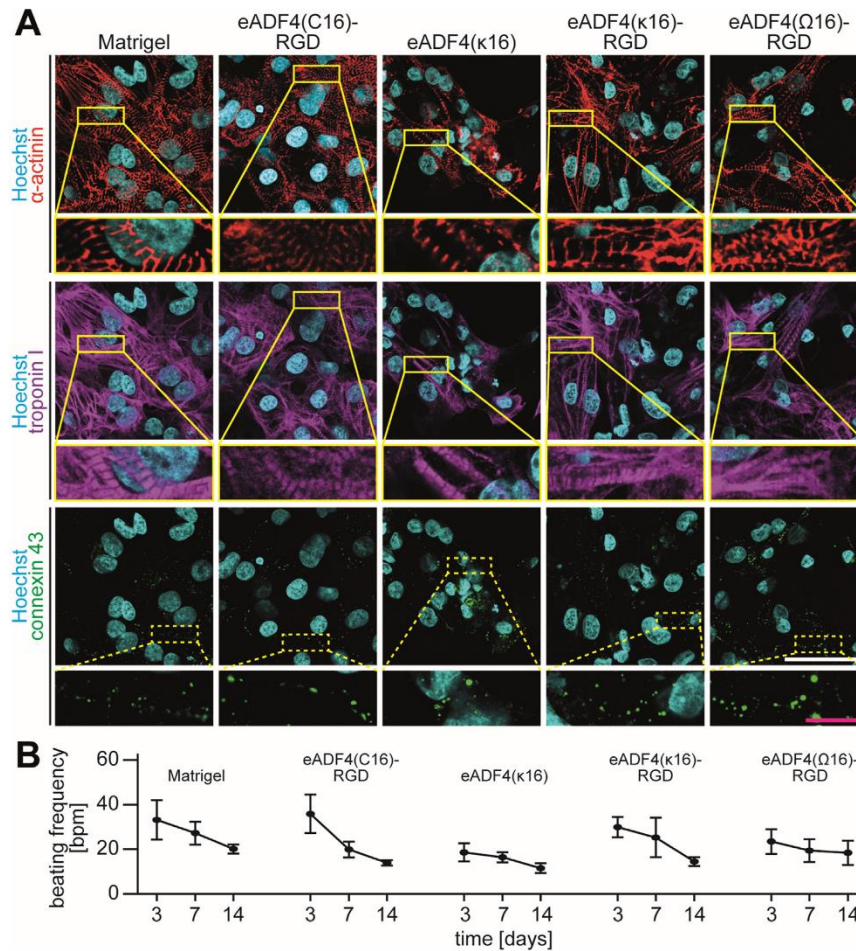 A
Matrigel
eADF4(C16)-
RGD
eADF4(κ16)
eADF4(κ16)-
RGD
eADF4(Ω16)-
RGD
Hoechst
α-actinin
Hoechst
troponin I
Hoechst
connexin 43
B
beating frequency
[bpm]
60
40
20
0
Matrigel
eADF4(C16)-
RGD
eADF4(κ16)
eADF4(κ16)-
RGD
eADF4(Ω16)-
RGD
3 7 14 3 7 14 3 7 14 3 7 14 3 7 14
time [days]